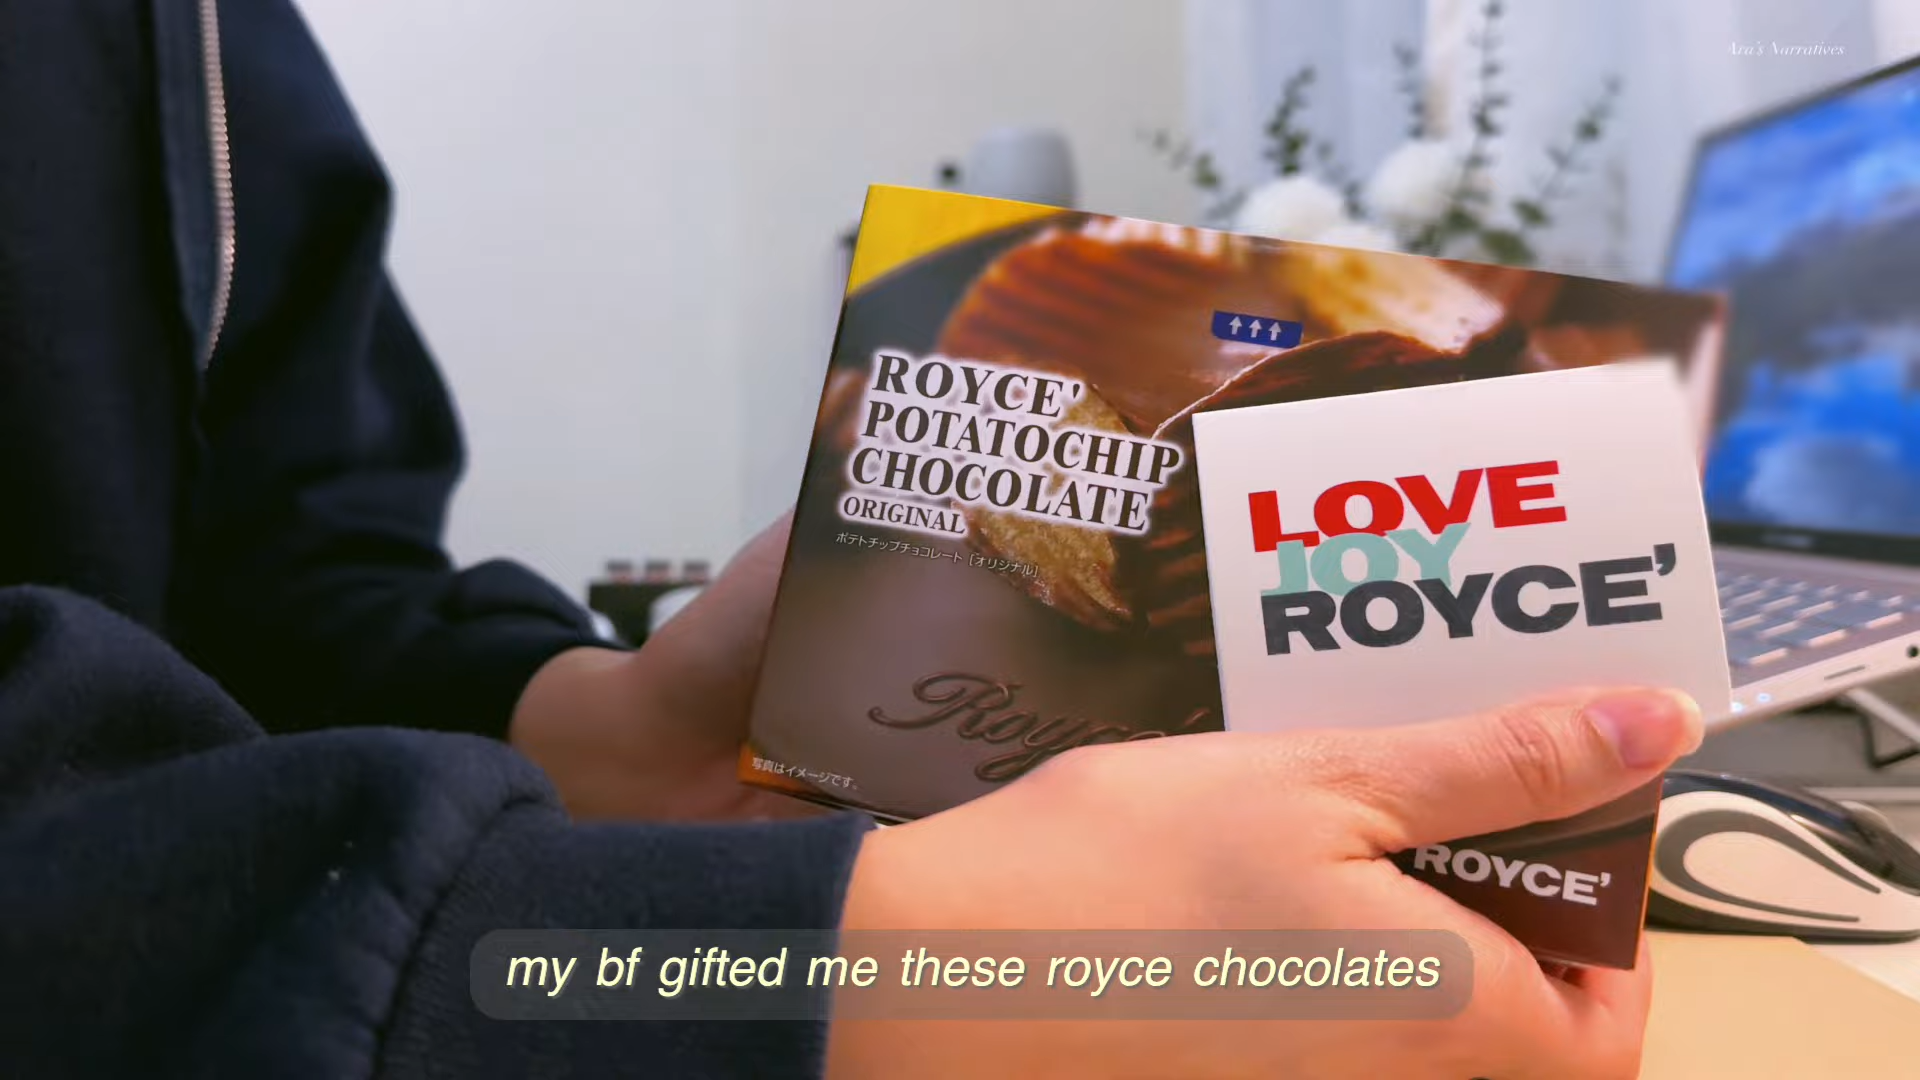 Ara's Narratives
ROYCE'
POTATOCHIP
CHOCOLATE
ORIGINAL
ポテトチップチョコレート［オリジナル］
Royce'
写真はイメージです。
LOVE
JOY
ROYCE'
ROYCE'
my bf gifted me these royce chocolates